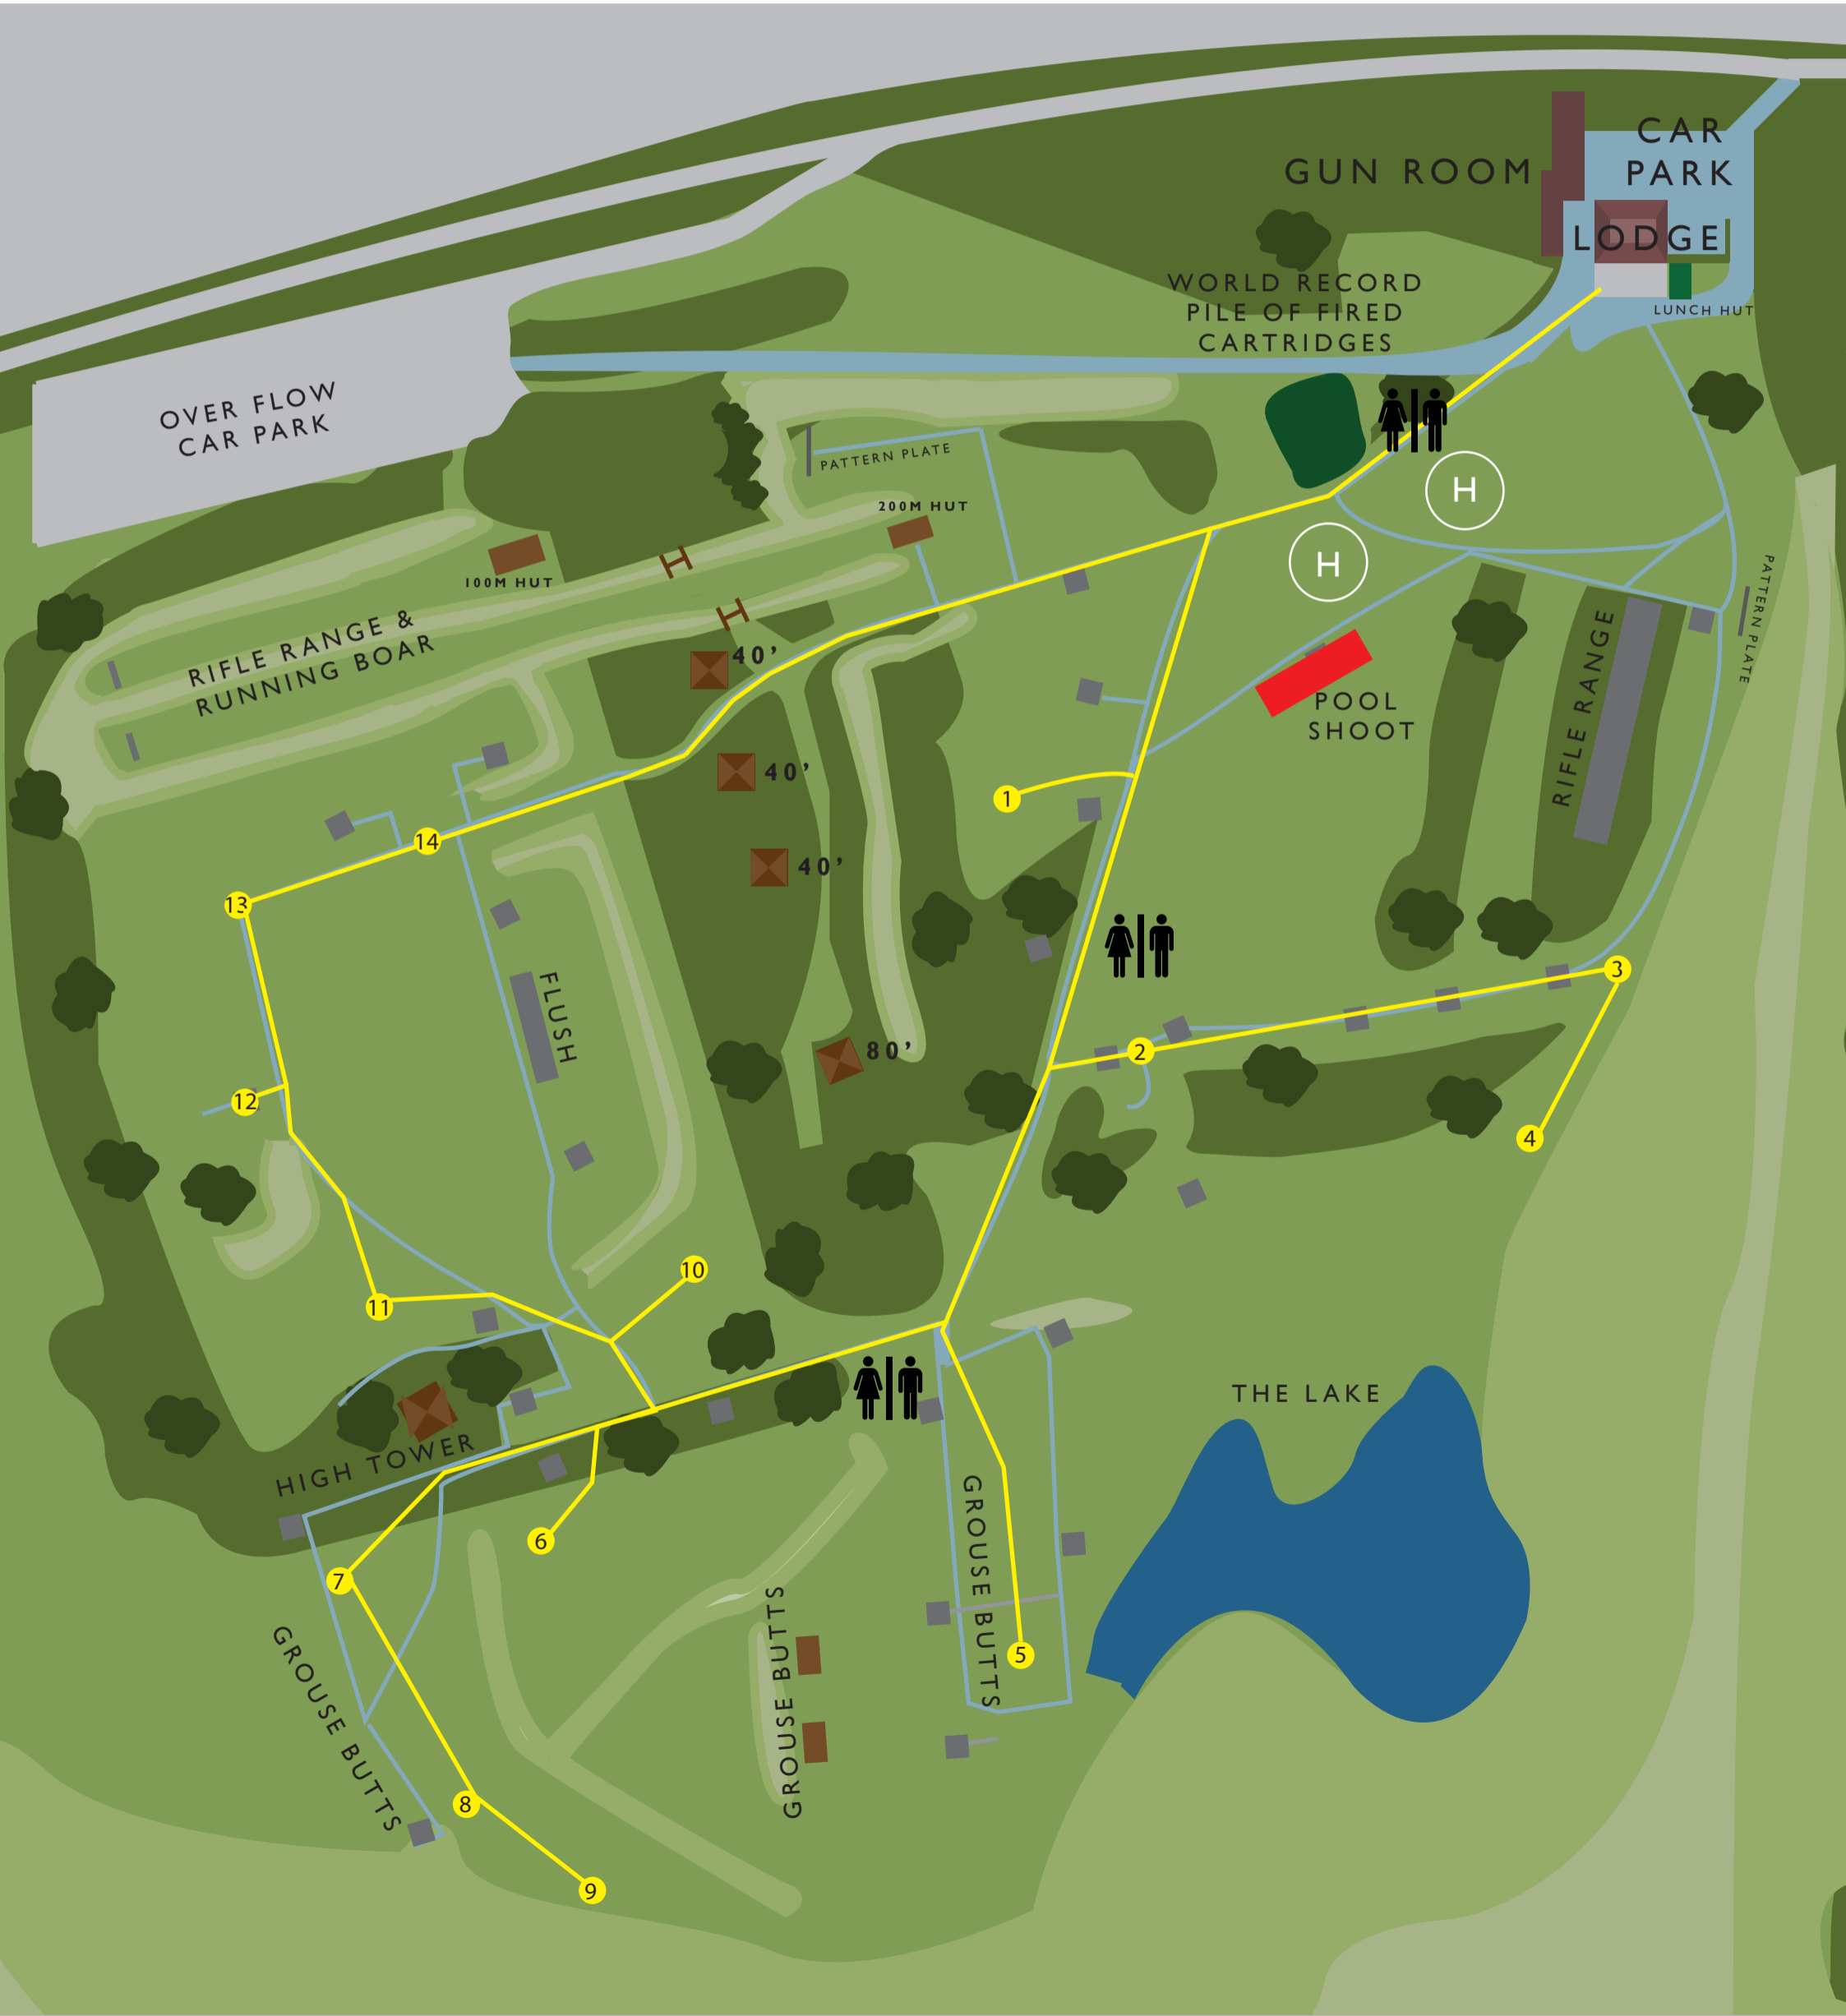 CAR
PARK
GUN ROOM
LODGE
WORLD RECORD
PILE OF FIRED
CARTRIDGES
LUNCH HUT
OVER FLOW
CAR PARK
PATTERN PLATE
200M HUT
H
H
100M HUT
PATTERN PLATE
RIFLE RANGE &
RUNNING BOAR
H
H
40’
POOL
SHOOT
RIFLE RANGE
40’
1
14
40’
13
3
FLUSH
2
80’
12
4
10
11
THE LAKE
HIGH TOWER
6
GROUSE BUTTS
7
GROUSE BUTTS
5
GROUSE BUTTS
8
9